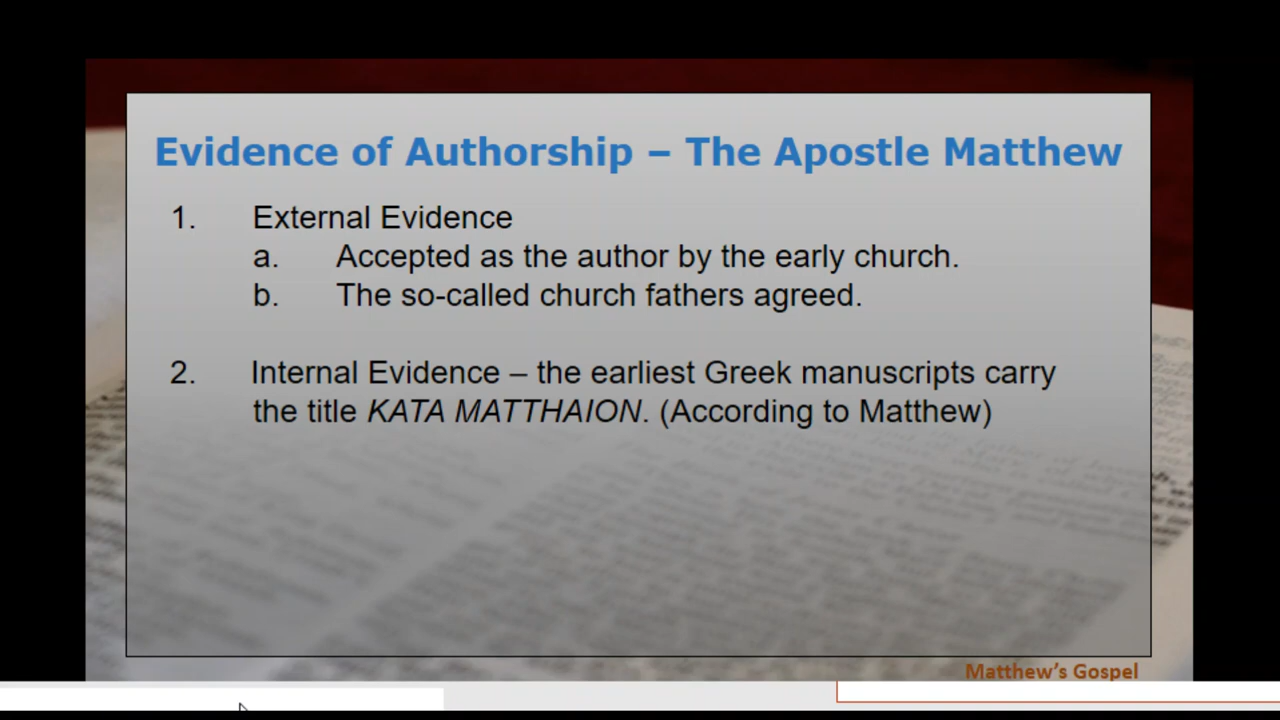 Evidence of Authorship – The Apostle Matthew
1. External Evidence
a. Accepted as the author by the early church.
b. The so-called church fathers agreed.
2. Internal Evidence – the earliest Greek manuscripts carry
the title KATA MATTHAION. (According to Matthew)
Matthew's Gospel